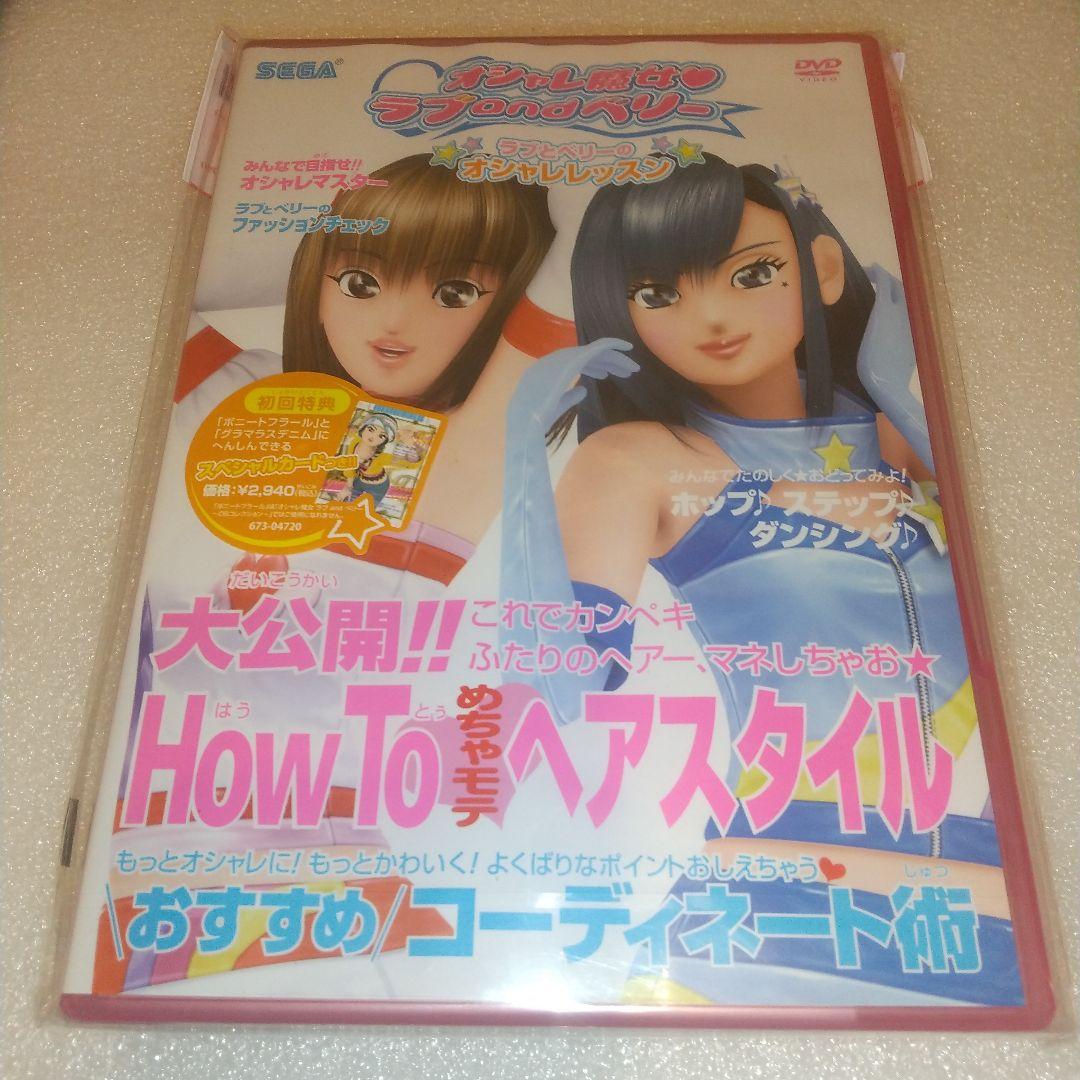 SEGA®
オシャレ魔女♥
ラブandベリー
DVD
VIDEO
ラブとベリーの
オシャレレッスン
みんなで目指せ!!
オシャレマスター
ラブとベリーの
ファッションチェック
初回特典
「ボニートフラール」と
「グラマラスデニム」に
へんしんできる
スペシャルカードつき!!
価格:¥2,940(税込)
673-04720
みんなでたのしく★おどってみよ!
ホップ♪ ステップ♪
ダンシング♪
だいこうかい
大公開!!
これでカンペキ
ふたりのヘアー、マネしちゃお★
はう とぅ
How To めちゃモテ ヘアスタイル
もっとオシャレに! もっとかわいく! よくばりなポイントおしえちゃう♥
しゅつ
\おすすめ/コーディネート術